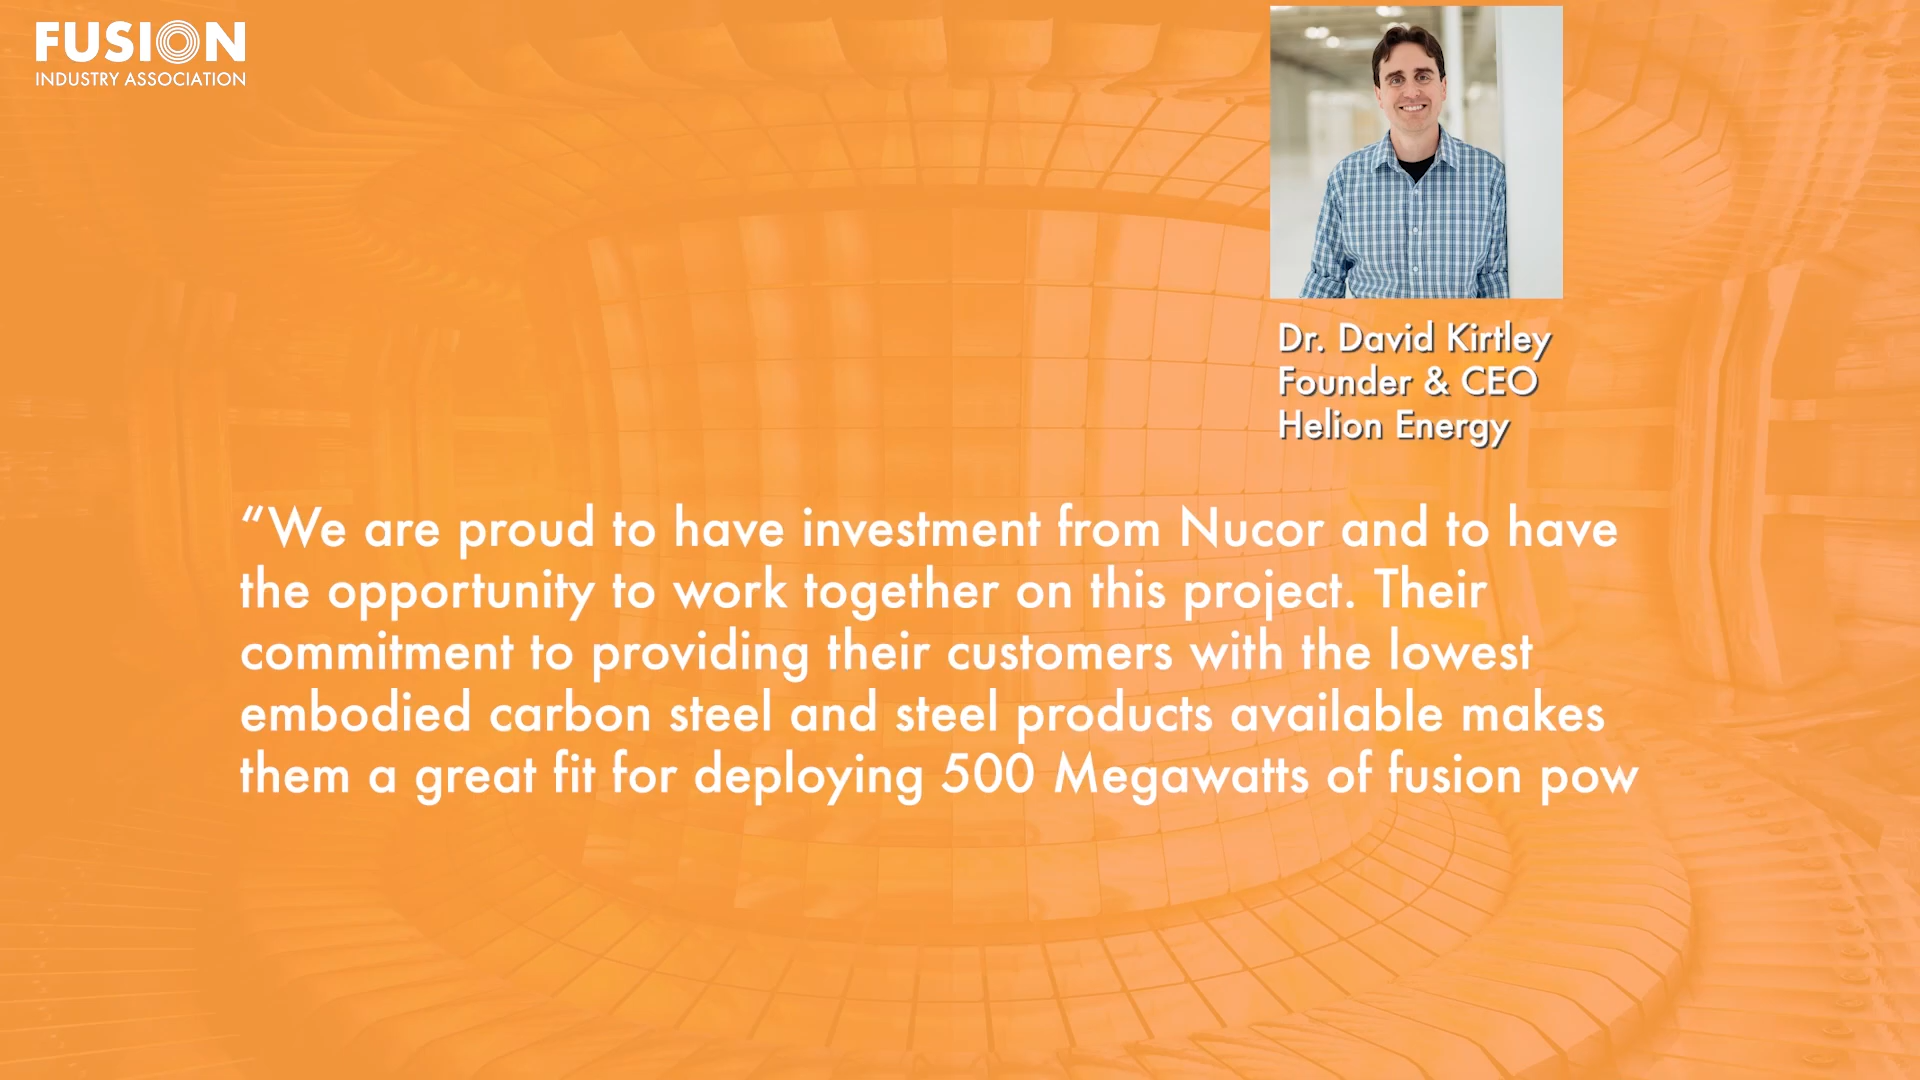 FUSION
INDUSTRY ASSOCIATION
Dr. David Kirtley
Founder & CEO
Helion Energy
“We are proud to have investment from Nucor and to have
the opportunity to work together on this project. Their
commitment to providing their customers with the lowest
embodied carbon steel and steel products available makes
them a great fit for deploying 500 Megawatts of fusion pow